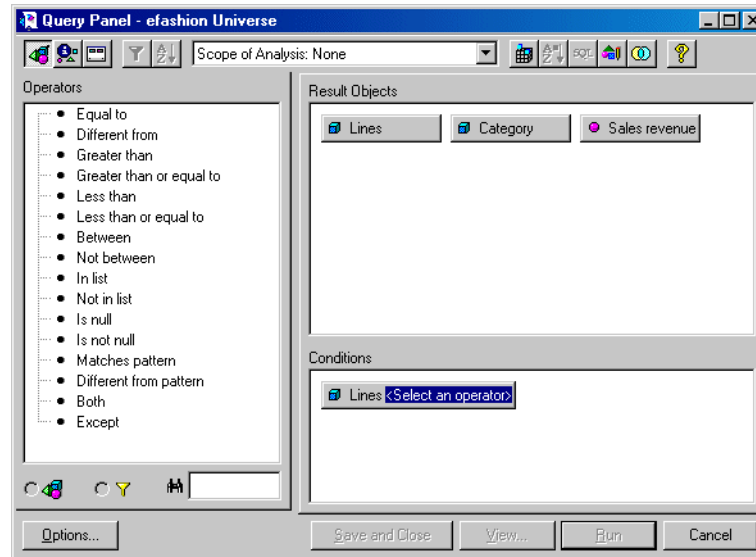 Query Panel - efashion Universe
Scope of Analysis: None
SQL
Operators
Equal to
Different from
Greater than
Greater than or equal to
Less than
Less than or equal to
Between
Not between
In list
Not in list
Is null
Is not null
Matches pattern
Different from pattern
Both
Except
Result Objects
Lines
Category
Sales revenue
Conditions
Lines <Select an operator>
Options...
Save and Close
View...
Run
Cancel